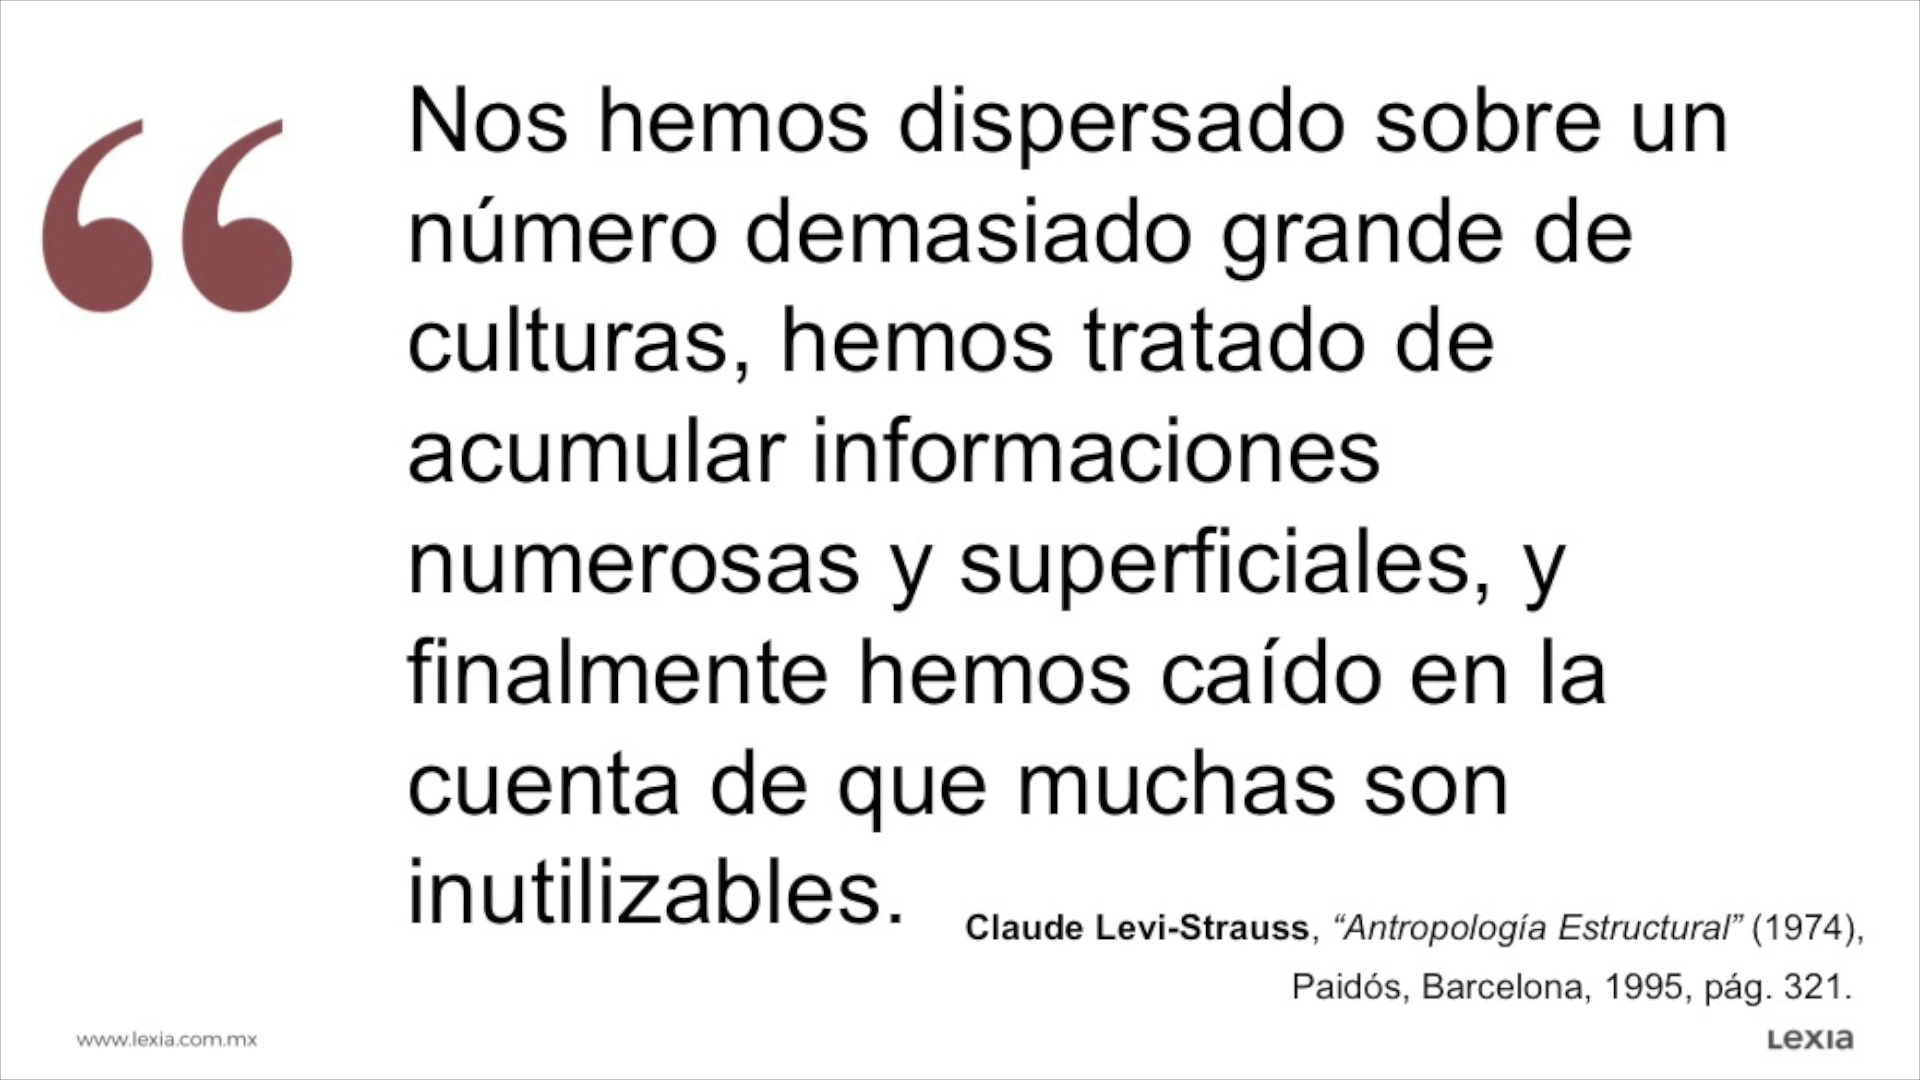 Nos hemos dispersado sobre un
número demasiado grande de
culturas, hemos tratado de
acumular informaciones
numerosas y superficiales, y
finalmente hemos caído en la
cuenta de que muchas son
inutilizables.
Claude Levi-Strauss, “Antropología Estructural” (1974),
Paidós, Barcelona, 1995, pág. 321.
www.lexia.com.mx
Lexia